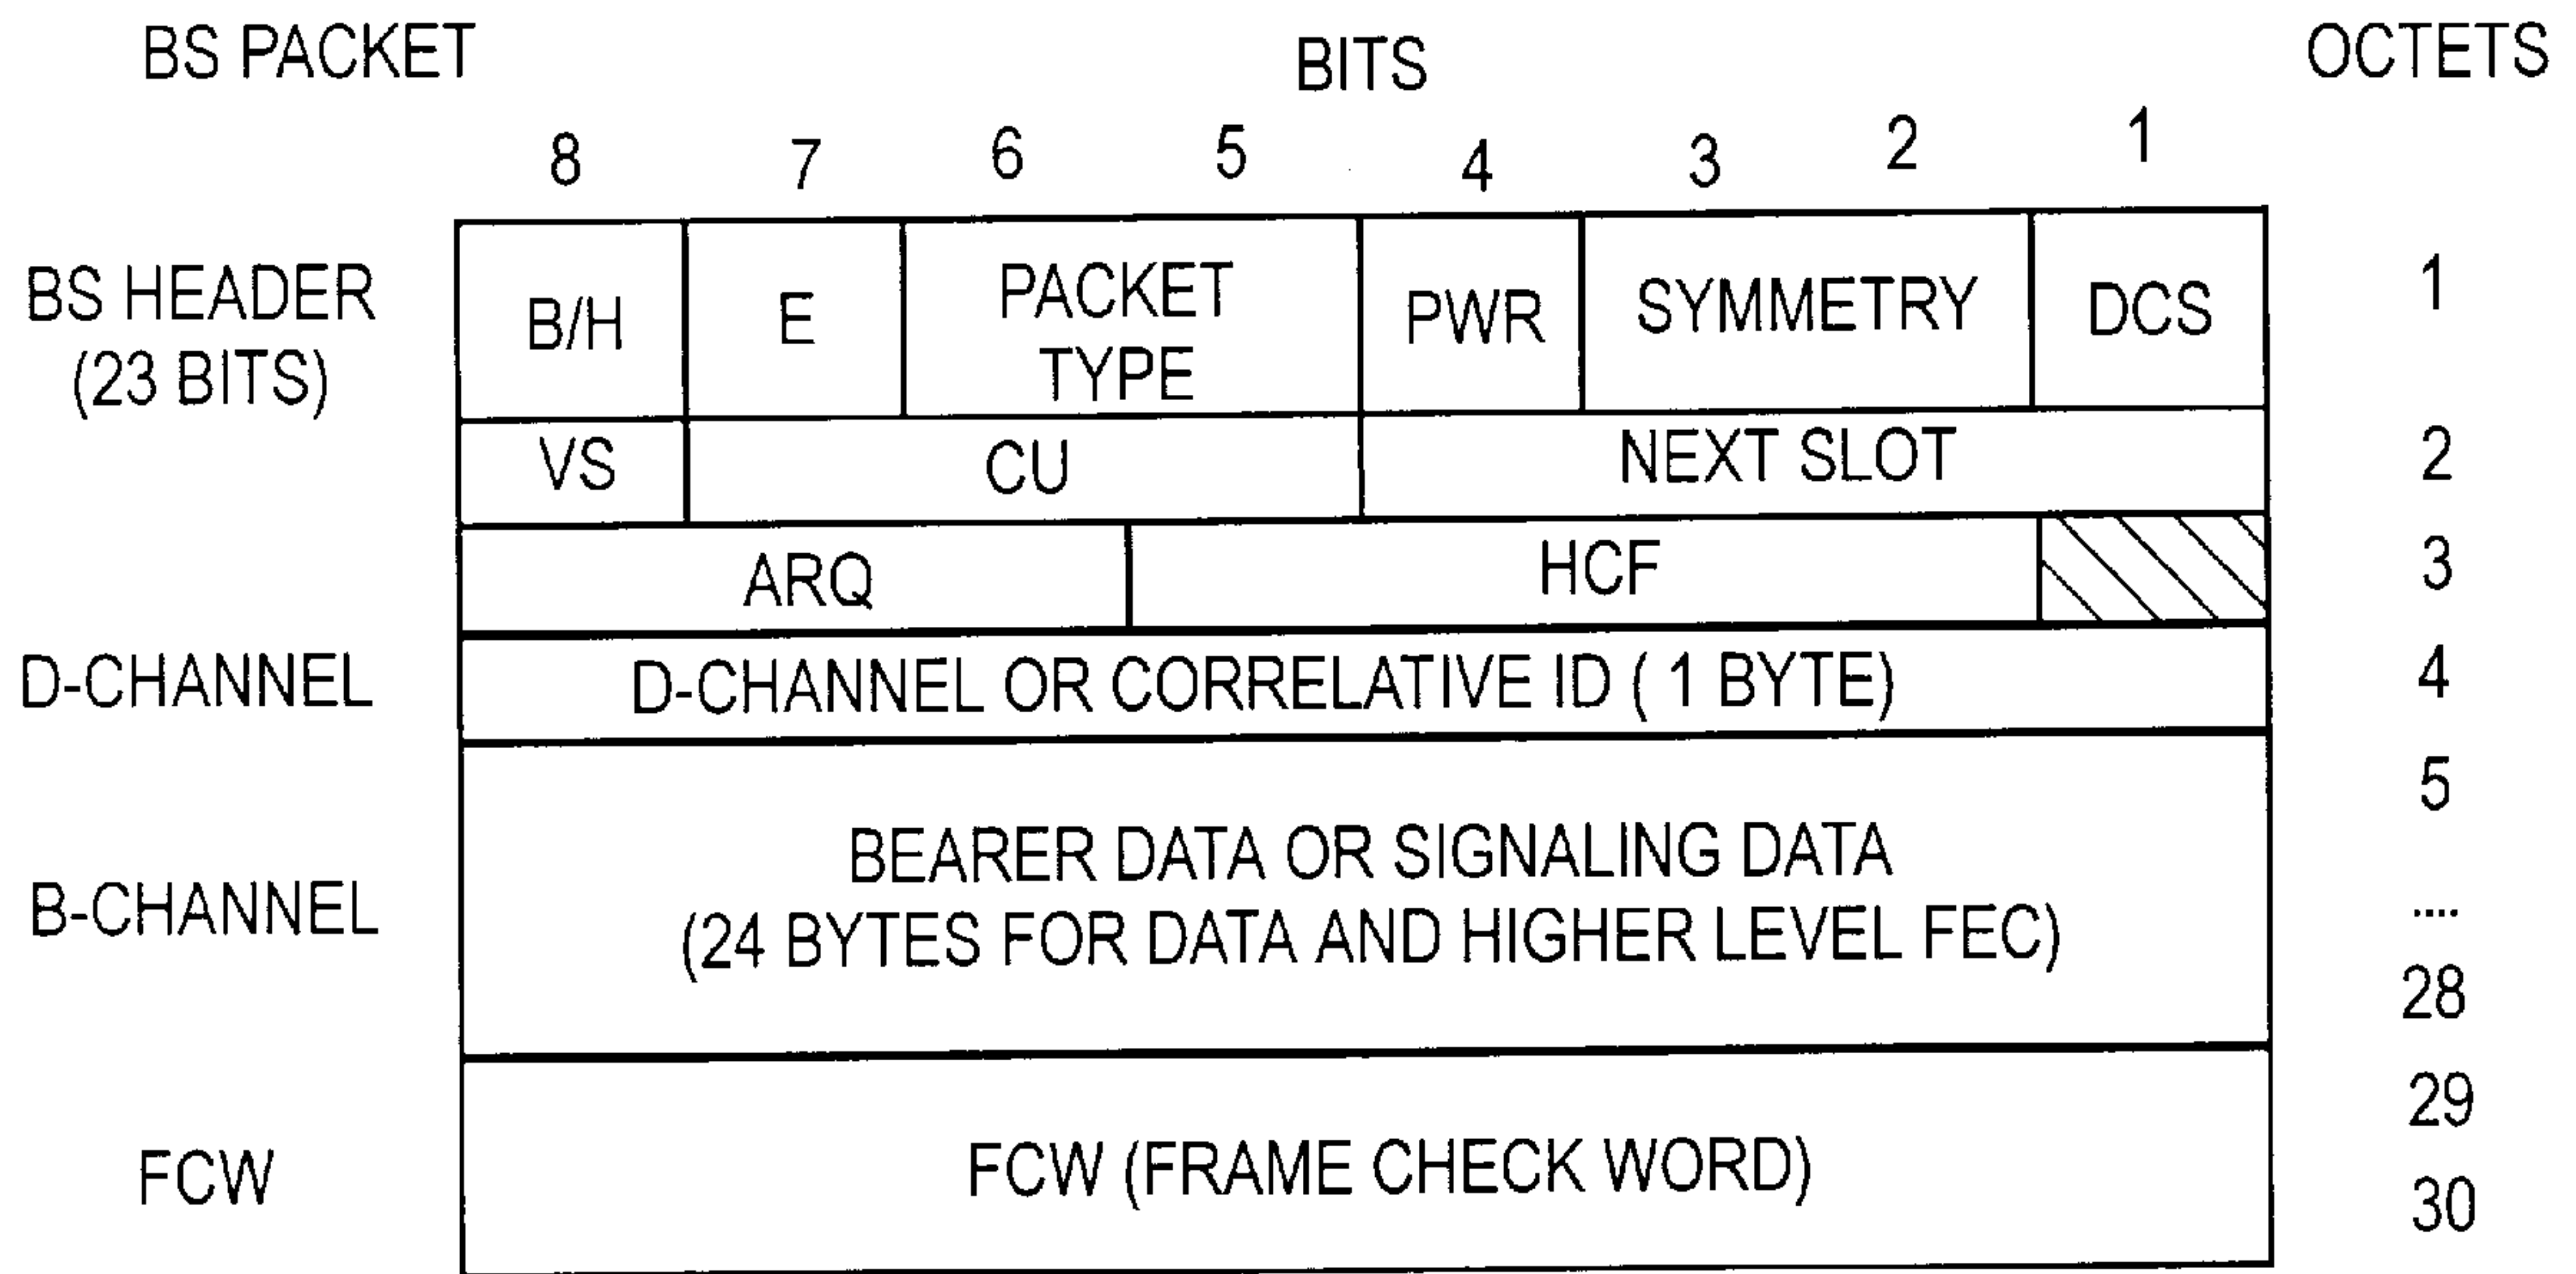 BS PACKET BITS OCTETS
8 7 6 5 4 3 2 1
BS HEADER
(23 BITS)
B/H E PACKET TYPE PWR SYMMETRY DCS 1
VS CU NEXT SLOT 2
ARQ HCF 3
D-CHANNEL D-CHANNEL OR CORRELATIVE ID ( 1 BYTE) 4
5
B-CHANNEL BEARER DATA OR SIGNALING DATA ....
(24 BYTES FOR DATA AND HIGHER LEVEL FEC)
28
29
FCW FCW (FRAME CHECK WORD)
30